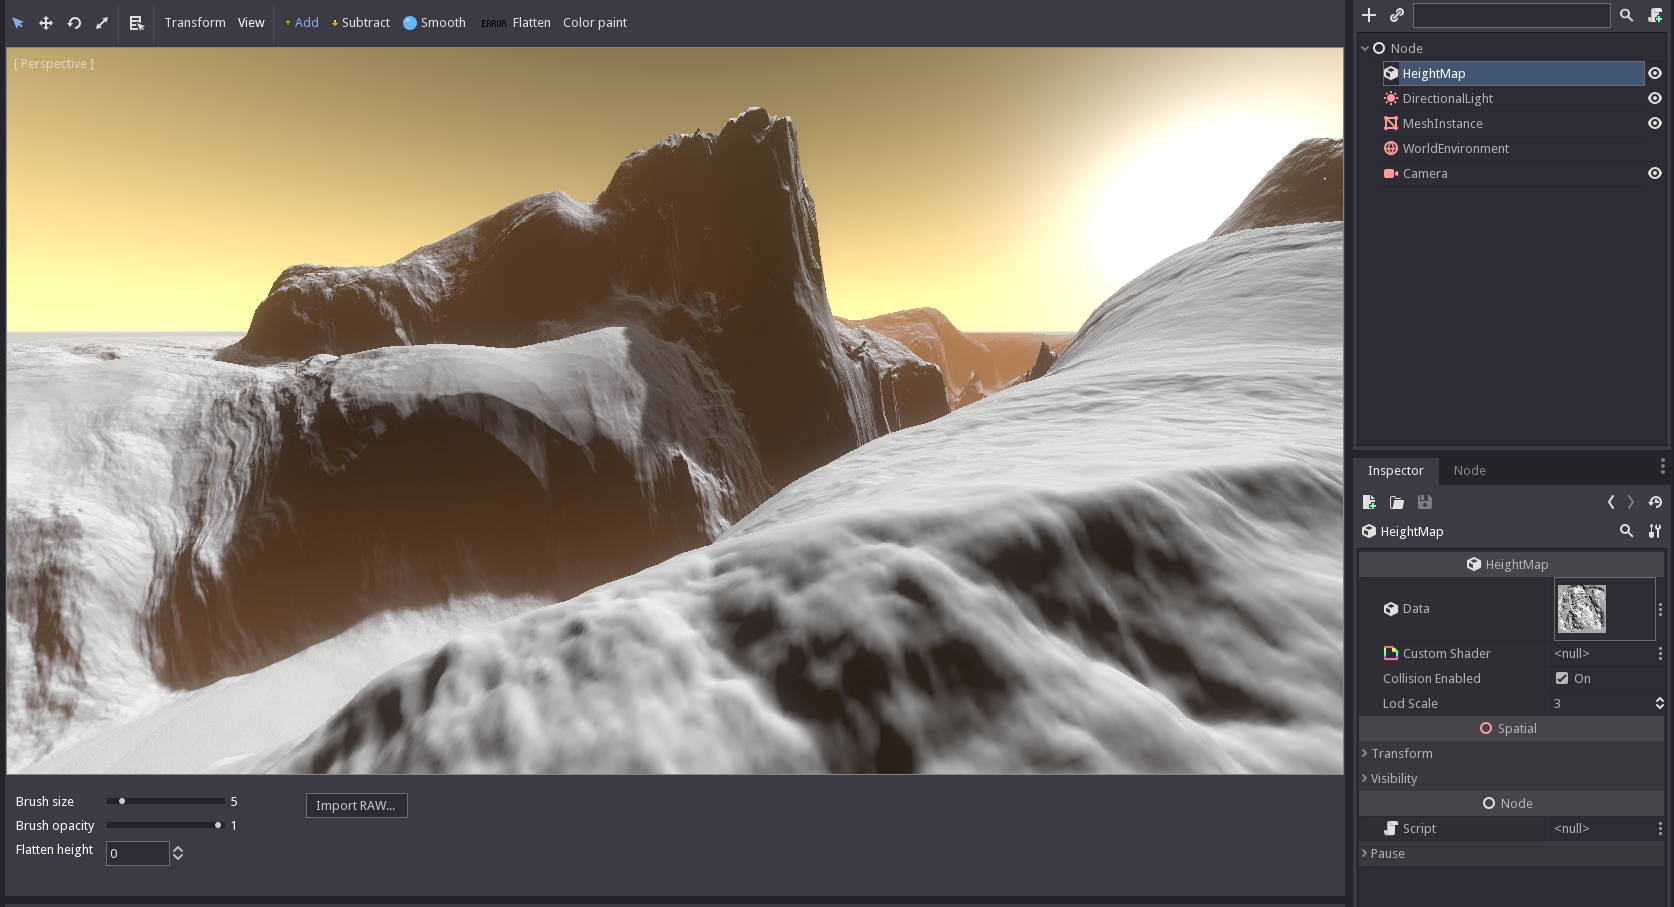 Transform View Add Subtract Smooth ERROR Flatten Color paint
[ Perspective ]
Node
HeightMap
DirectionalLight
MeshInstance
WorldEnvironment
Camera
Inspector Node
HeightMap
HeightMap
Data
Custom Shader <null>
Collision Enabled On
Lod Scale 3
Spatial
Transform
Visibility
Node
Script <null>
Pause
Brush size 5
Import RAW...
Brush opacity 1
Flatten height 0